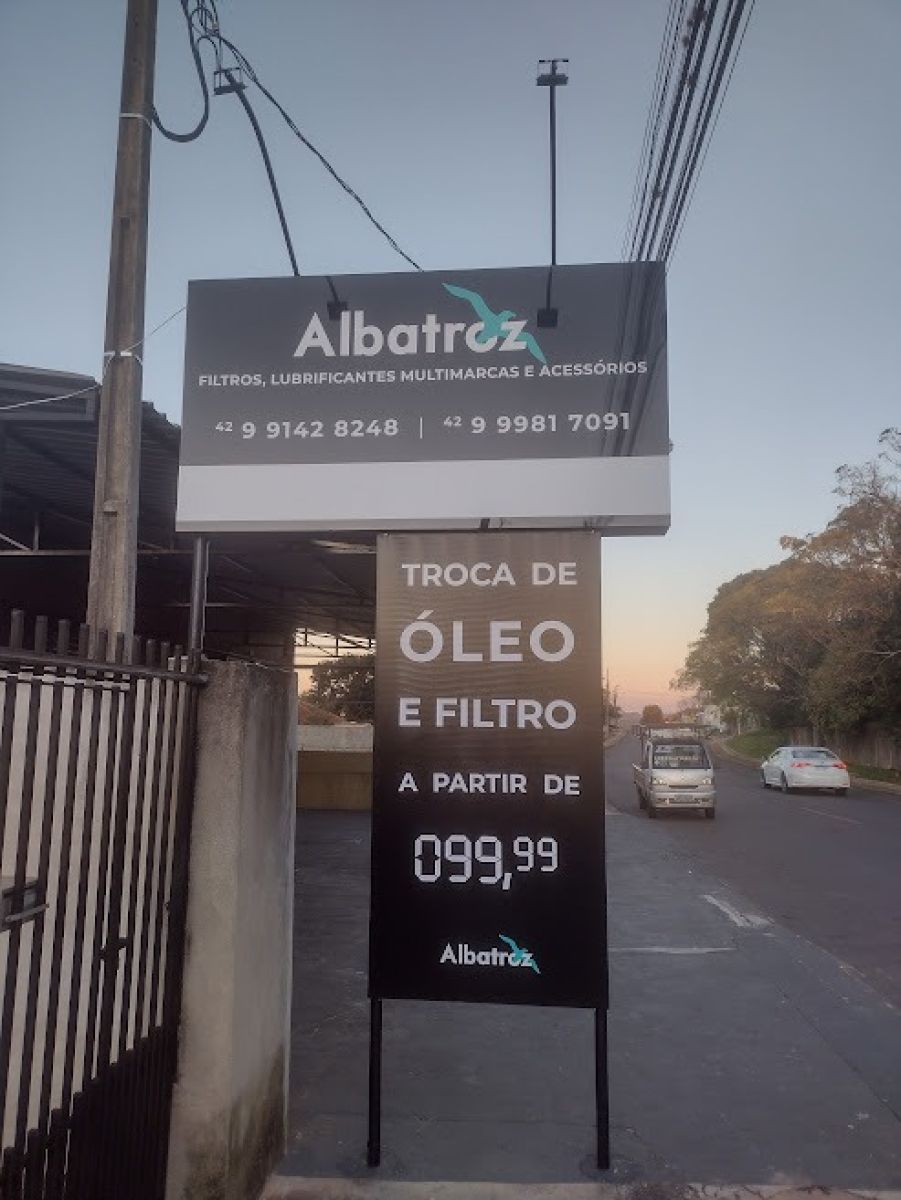 Albatroz
FILTROS, LUBRIFICANTES MULTIMARCAS E ACESSÓRIOS
42 9 9142 8248 | 42 9 9981 7091
TROCA DE
ÓLEO
E FILTRO
A PARTIR DE
099,99
Albatroz